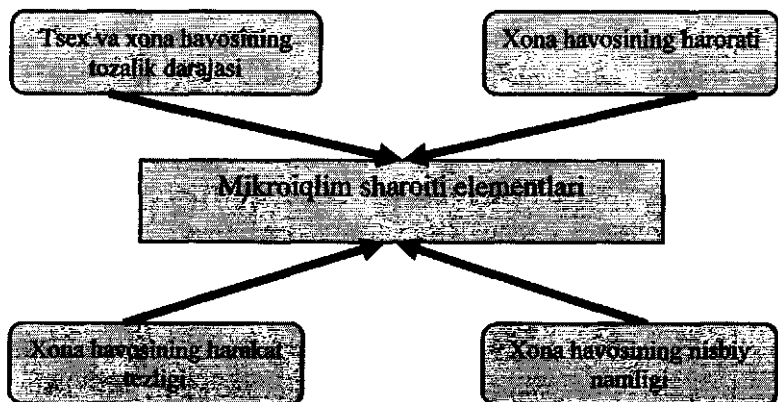 Tsex va xona havosining
tozalik darajasi
Xona havosining harorati
Mikroiqlim sharoiti elementlari
Xona havosining harakat
tezligi
Xona havosining nisbiy
namligi